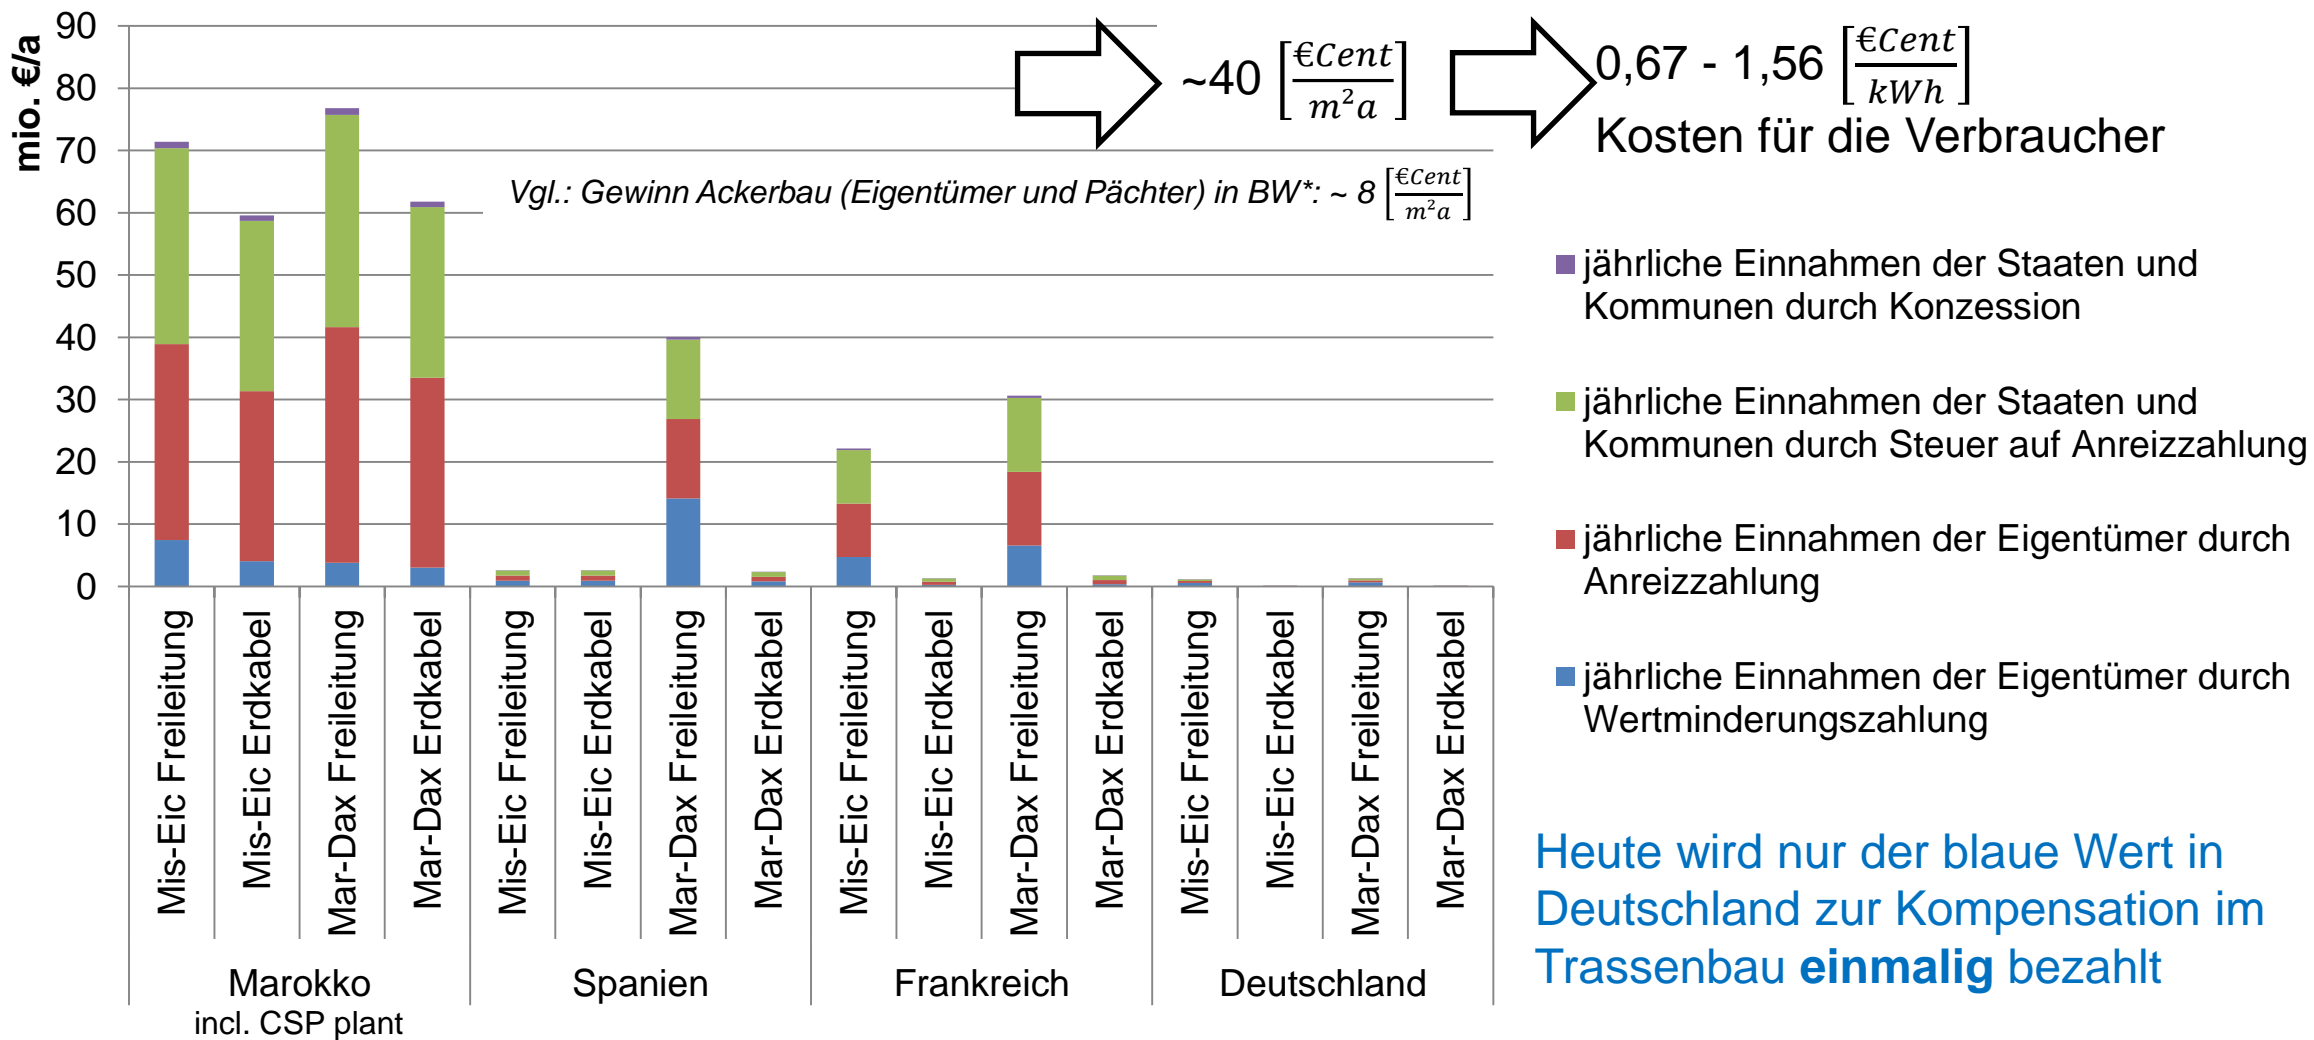 mio. €/a
90
80
70
60
50
40
30
20
10
0
~40 [€Cent/m²a]
0,67 - 1,56 [€Cent/kWh]
Kosten für die Verbraucher
Vgl.: Gewinn Ackerbau (Eigentümer und Pächter) in BW*: ~ 8 [€Cent/m²a]
jährliche Einnahmen der Staaten und
Kommunen durch Konzession
jährliche Einnahmen der Staaten und
Kommunen durch Steuer auf Anreizzahlung
jährliche Einnahmen der Eigentümer durch
Anreizzahlung
jährliche Einnahmen der Eigentümer durch
Wertminderungszahlung
Mis-Eic Freileitung
Mis-Eic Erdkabel
Mar-Dax Freileitung
Mar-Dax Erdkabel
Mis-Eic Freileitung
Mis-Eic Erdkabel
Mar-Dax Freileitung
Mar-Dax Erdkabel
Mis-Eic Freileitung
Mis-Eic Erdkabel
Mar-Dax Freileitung
Mar-Dax Erdkabel
Mis-Eic Freileitung
Mis-Eic Erdkabel
Mar-Dax Freileitung
Mar-Dax Erdkabel
Marokko
incl. CSP plant
Spanien
Frankreich
Deutschland
Heute wird nur der blaue Wert in
Deutschland zur Kompensation im
Trassenbau einmalig bezahlt